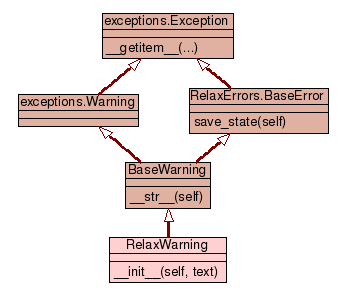 exceptions.Exception
__getitem__(...)
exceptions.Warning
RelaxErrors.BaseError
save_state(self)
BaseWarning
__str__(self)
RelaxWarning
__init__(self, text)